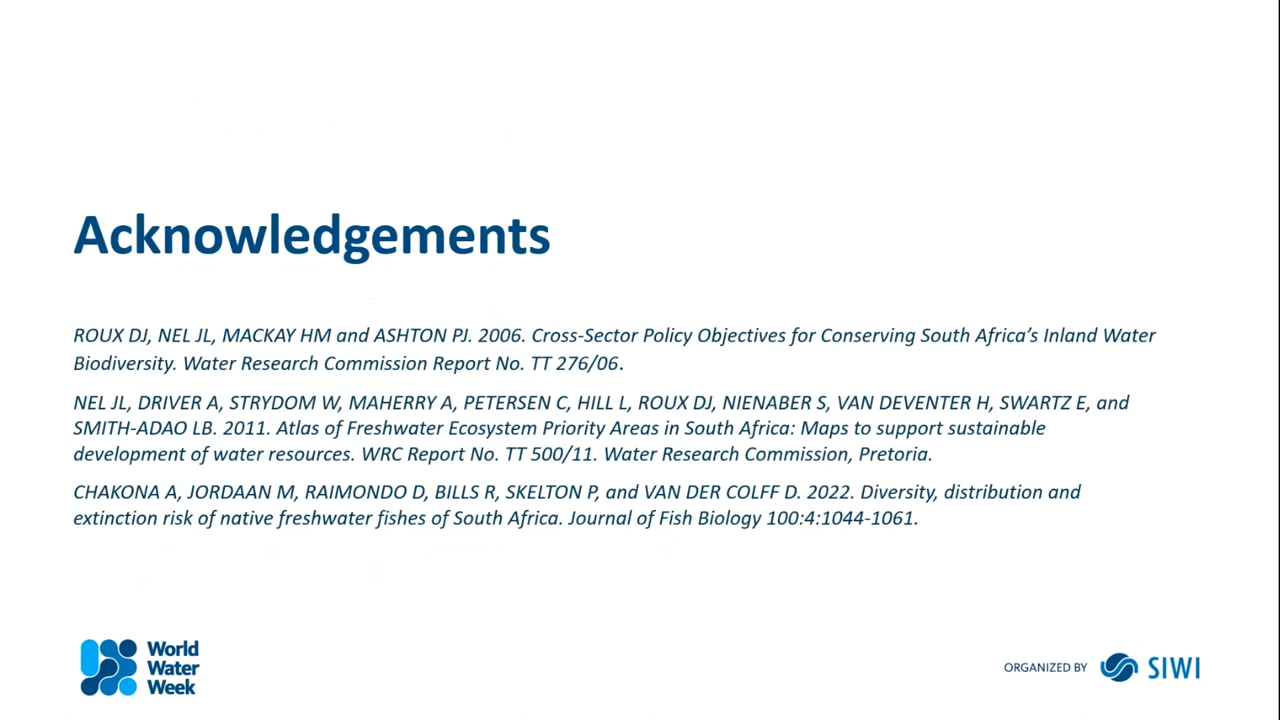 Acknowledgements
ROUX DJ, NEL JL, MACKAY HM and ASHTON PJ. 2006. Cross-Sector Policy Objectives for Conserving South Africa’s Inland Water
Biodiversity. Water Research Commission Report No. TT 276/06.
NEL JL, DRIVER A, STRYDOM W, MAHERRY A, PETERSEN C, HILL L, ROUX DJ, NIENABER S, VAN DEVENTER H, SWARTZ E, and
SMITH-ADAO LB. 2011. Atlas of Freshwater Ecosystem Priority Areas in South Africa: Maps to support sustainable
development of water resources. WRC Report No. TT 500/11. Water Research Commission, Pretoria.
CHAKONA A, JORDAAN M, RAIMONDO D, BILLS R, SKELTON P, and VAN DER COLFF D. 2022. Diversity, distribution and
extinction risk of native freshwater fishes of South Africa. Journal of Fish Biology 100:4:1044-1061.
World
Water
Week
ORGANIZED BY SIWI